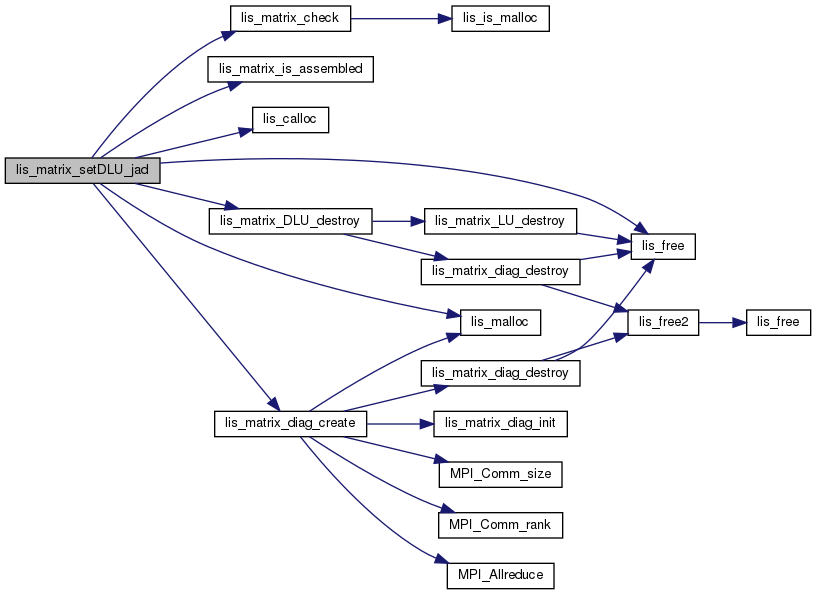 lis_matrix_check
lis_is_malloc
lis_matrix_is_assembled
lis_calloc
lis_matrix_setDLU_jad
lis_matrix_DLU_destroy
lis_matrix_LU_destroy
lis_free
lis_matrix_diag_destroy
lis_malloc
lis_free2
lis_free
lis_matrix_diag_destroy
lis_matrix_diag_create
lis_matrix_diag_init
MPI_Comm_size
MPI_Comm_rank
MPI_Allreduce